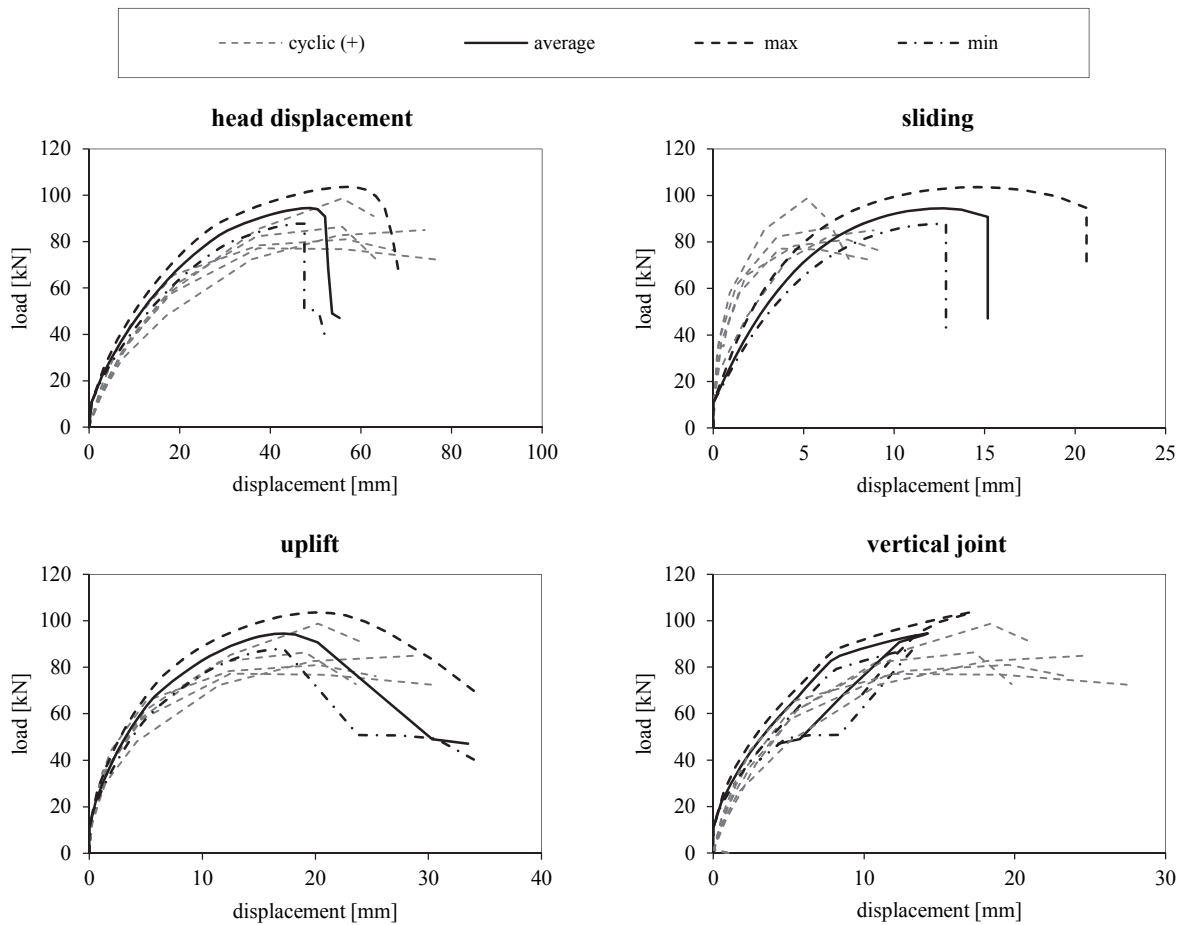 cyclic (+) average max min
head displacement
120
100
80
60
40
20
0
load [kN]
0 20 40 60 80 100
displacement [mm]
sliding
120
100
80
60
40
20
0
load [kN]
0 5 10 15 20 25
displacement [mm]
uplift
120
100
80
60
40
20
0
load [kN]
0 10 20 30 40
displacement [mm]
vertical joint
120
100
80
60
40
20
0
load [kN]
0 10 20 30
displacement [mm]